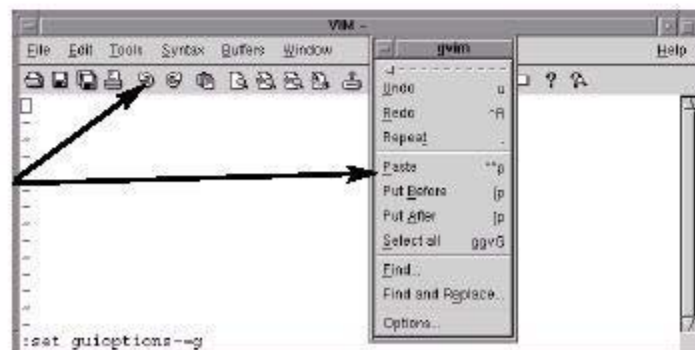 VIM -
File Edit Tools Syntax Buffers Window Help
gvim
Undo u
Redo ^R
Repeat .
Paste "*p
Put Before [p
Put After ]p
Select all ggvG
Find...
Find and Replace...
Options...
:set guioptions-=g